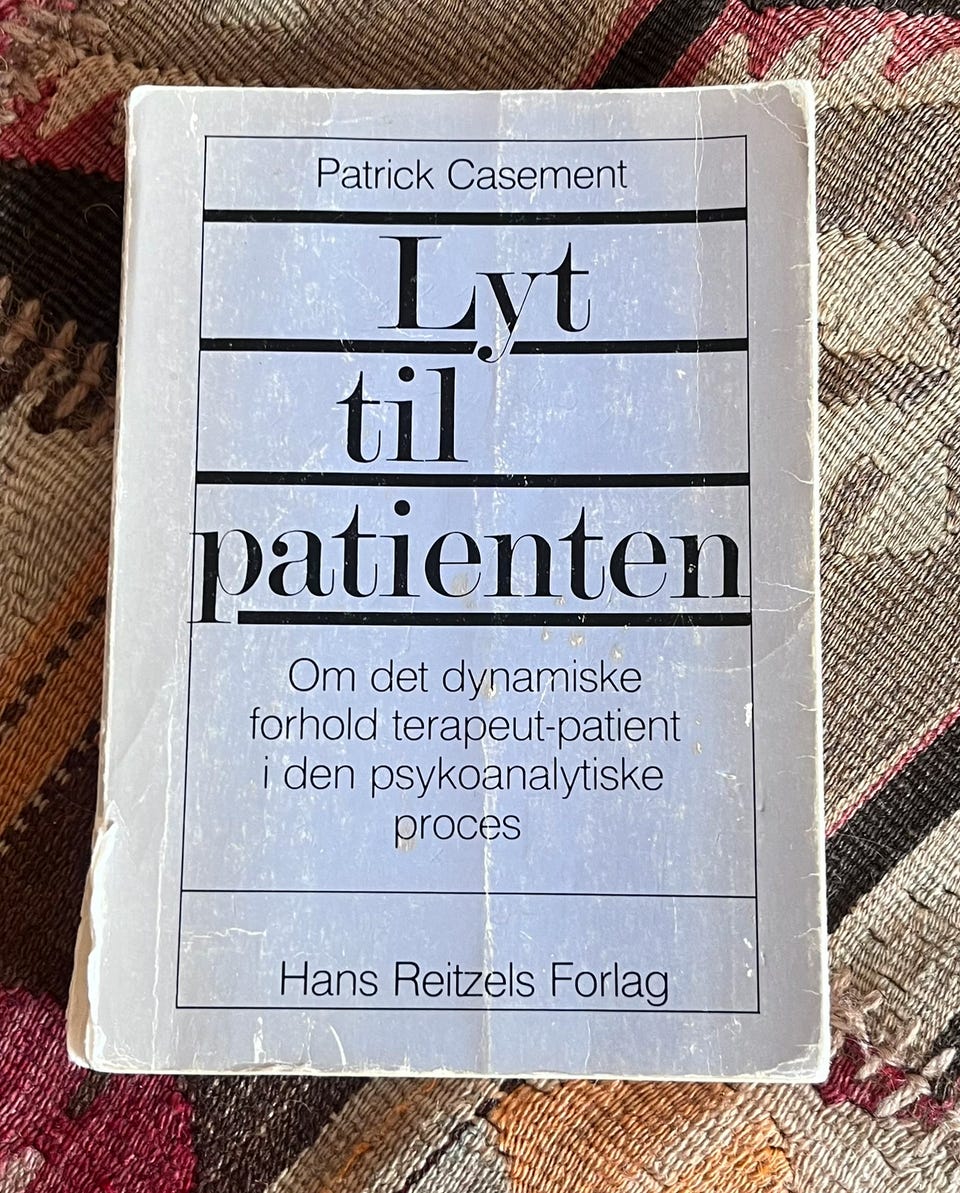 Patrick Casement
Lyt
til
patienten
Om det dynamiske
forhold terapeut-patient
i den psykoanalytiske
proces
Hans Reitzels Forlag